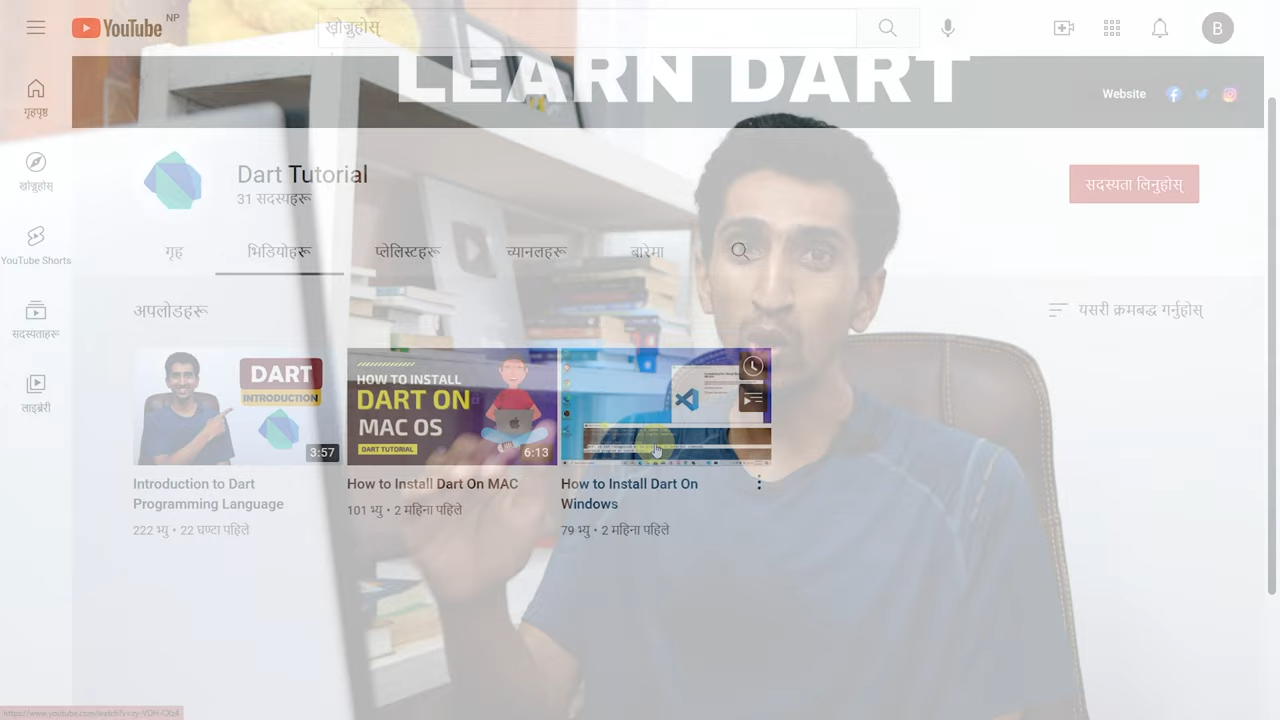 YouTube NP
खोज्नुहोस्
B
LEARN DART
Website
गृहपृष्ठ
खोज्नुहोस्
YouTube Shorts
सदस्यताहरू
लाइब्रेरी
Dart Tutorial
31 सदस्यहरू
सदस्यता लिनुहोस्
गृह
भिडियोहरू
प्लेलिस्टहरू
च्यानलहरू
बारेमा
अपलोडहरू
यसरी क्रमबद्ध गर्नुहोस्
DART
INTRODUCTION
3:57
HOW TO INSTALL
DART ON
MAC OS
DART TUTORIAL
6:13
Introduction to Dart
Programming Language
222 भ्यु • 22 घण्टा पहिले
How to Install Dart On MAC
101 भ्यु • 2 महिना पहिले
How to Install Dart On
Windows
79 भ्यु • 2 महिना पहिले